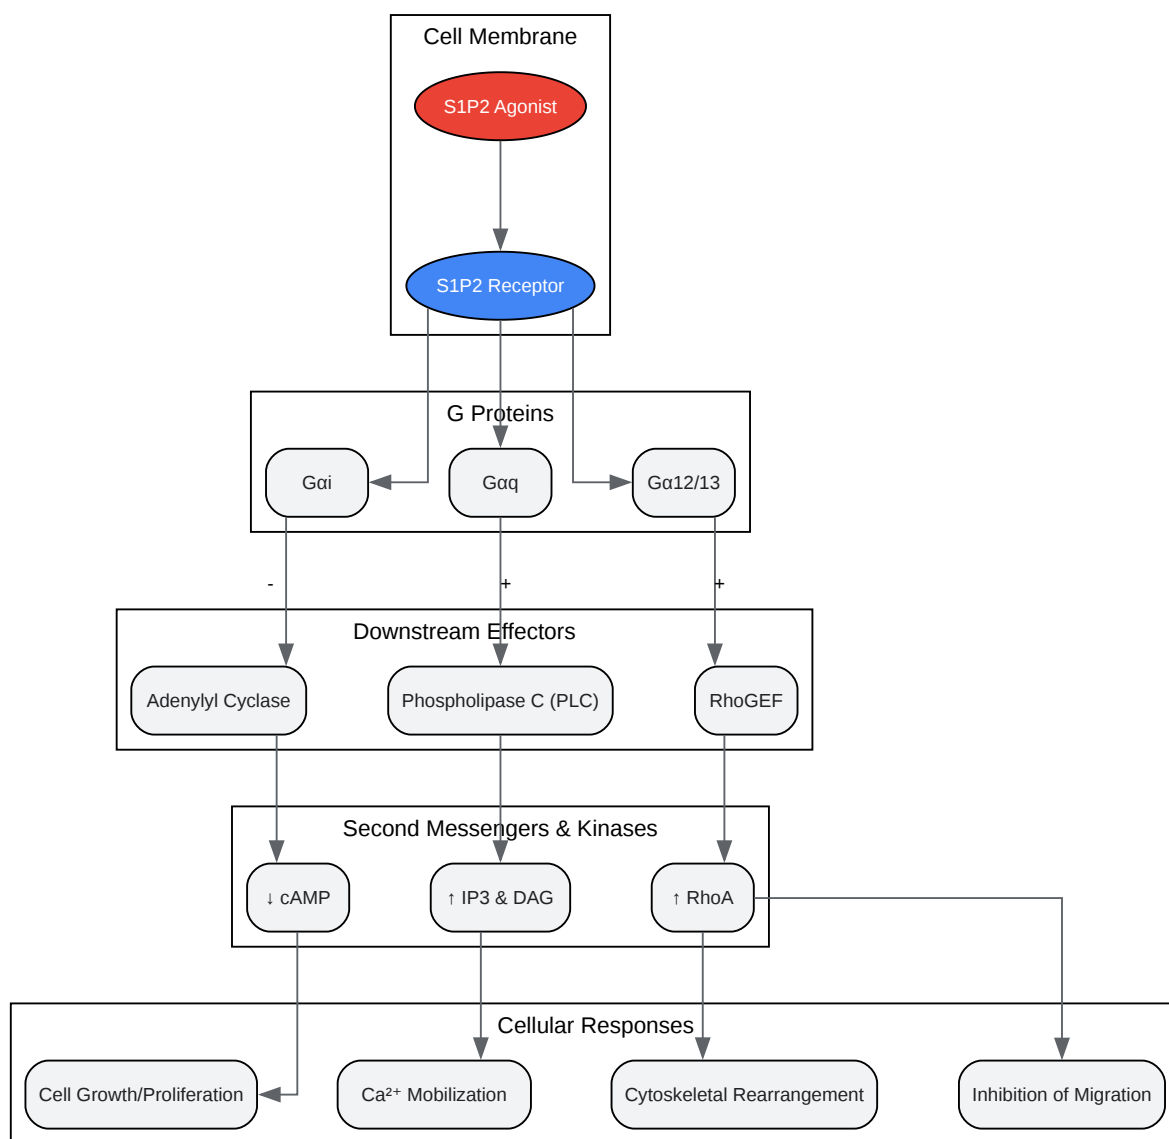 Cell Membrane
S1P2 Agonist
S1P2 Receptor
G Proteins
Gαi
Gαq
Gα12/13
-
+
+
Downstream Effectors
Adenylyl Cyclase
Phospholipase C (PLC)
RhoGEF
Second Messengers & Kinases
↓ cAMP
↑ IP3 & DAG
↑ RhoA
Cellular Responses
Cell Growth/Proliferation
Ca²⁺ Mobilization
Cytoskeletal Rearrangement
Inhibition of Migration